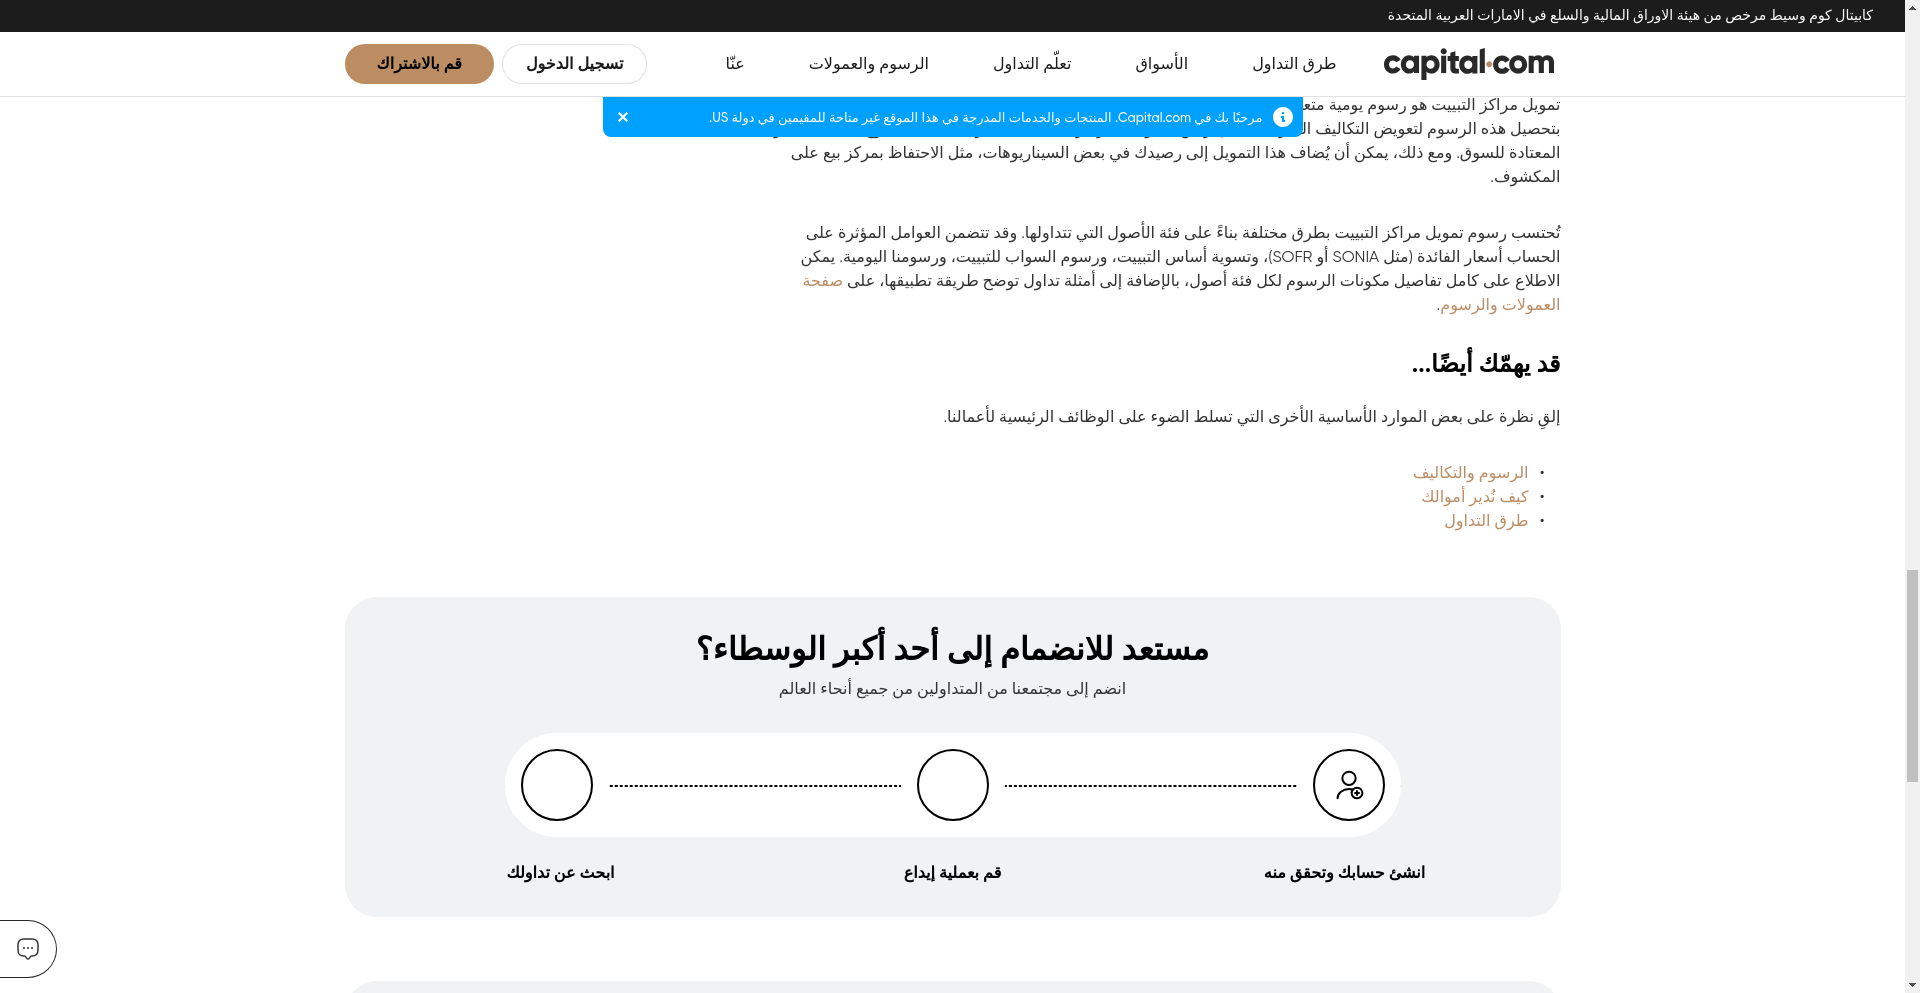 كابيتال كوم وسيط مرخص من هيئة الاوراق المالية والسلع في الامارات العربية المتحدة
capital.com
طرق التداول
الأسواق
تعلّم التداول
الرسوم والعمولات
عنّا
تسجيل الدخول
قم بالاشتراك
مرحبًا بك في Capital.com. المنتجات والخدمات المدرجة في هذا الموقع غير متاحة للمقيمين في دولة US.
تمويل مراكز التبييت هو رسوم يومية
بتحصيل هذه الرسوم لتعويض التكاليف
المعتادة للسوق. ومع ذلك، يمكن أن يُضاف هذا التمويل إلى رصيدك في بعض السيناريوهات، مثل الاحتفاظ بمركز بيع على
المكشوف.
تُحتسب رسوم تمويل مراكز التبييت بطرق مختلفة بناءً على فئة الأصول التي تتداولها. وقد تتضمن العوامل المؤثرة على
الحساب أسعار الفائدة (مثل SONIA أو SOFR)، وتسوية أساس التبييت، ورسوم السواب للتبييت، ورسومنا اليومية. يمكن
الاطلاع على كامل تفاصيل مكونات الرسوم لكل فئة أصول، بالإضافة إلى أمثلة تداول توضح طريقة تطبيقها، على صفحة
العمولات والرسوم.
قد يهمّك أيضًا...
إلقِ نظرة على بعض الموارد الأساسية الأخرى التي تسلط الضوء على الوظائف الرئيسية لأعمالنا.
• الرسوم والتكاليف
• كيف نُدير أموالك
• طرق التداول
مستعد للانضمام إلى أحد أكبر الوسطاء؟
انضم إلى مجتمعنا من المتداولين من جميع أنحاء العالم
انشئ حسابك وتحقق منه
قم بعملية إيداع
ابحث عن تداولك